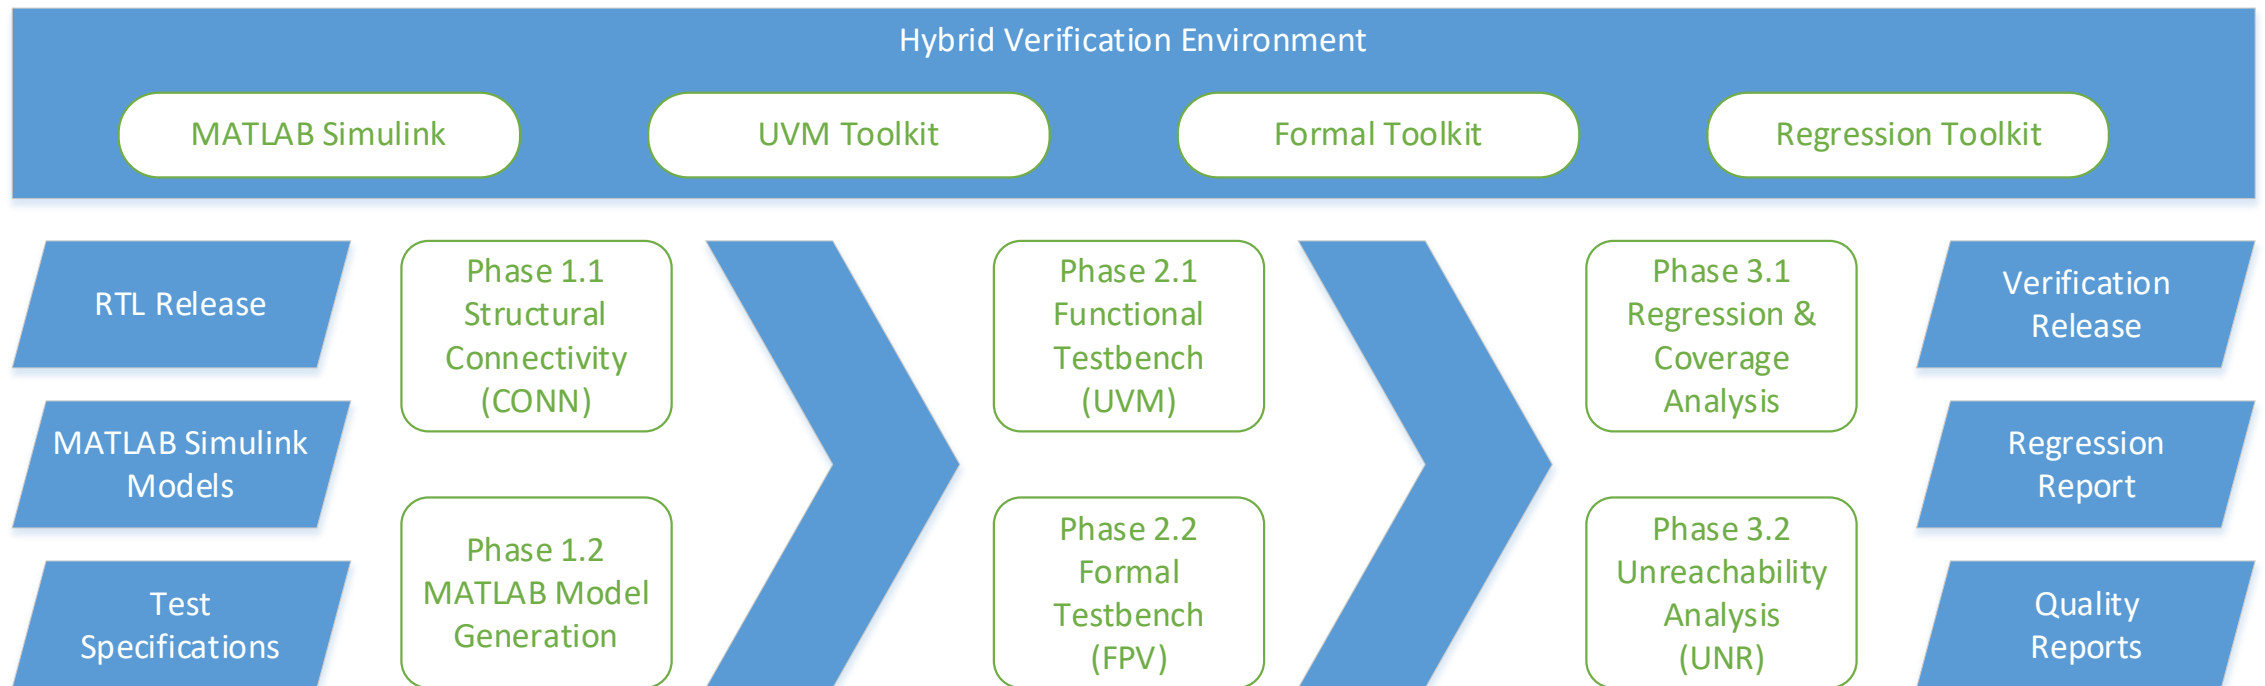 Hybrid Verification Environment
MATLAB Simulink
UVM Toolkit
Formal Toolkit
Regression Toolkit
RTL Release
MATLAB Simulink
Models
Test
Specifications
Phase 1.1
Structural
Connectivity
(CONN)
Phase 1.2
MATLAB Model
Generation
Phase 2.1
Functional
Testbench
(UVM)
Phase 2.2
Formal
Testbench
(FPV)
Phase 3.1
Regression &
Coverage
Analysis
Phase 3.2
Unreachability
Analysis
(UNR)
Verification
Release
Regression
Report
Quality
Reports